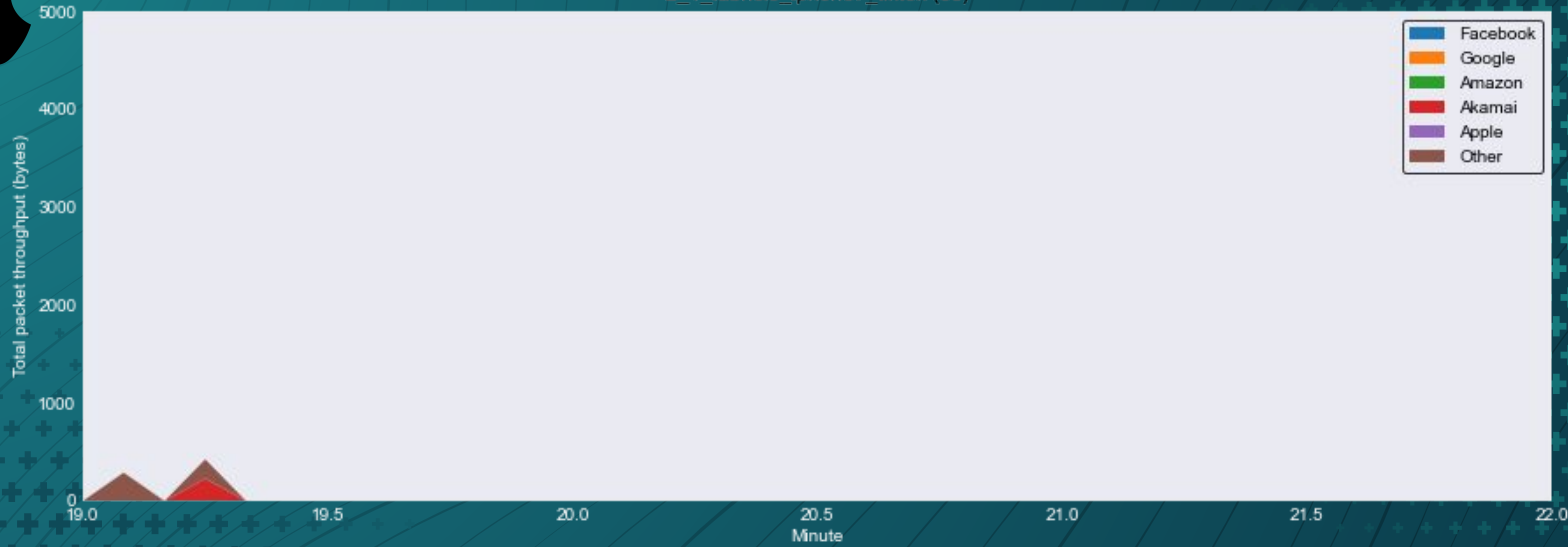 5000
4000
3000
2000
1000
0
Total packet throughput (bytes)
Facebook
Google
Amazon
Akamai
Apple
Other
19.0 19.5 20.0 20.5 21.0 21.5 22.0
Minute